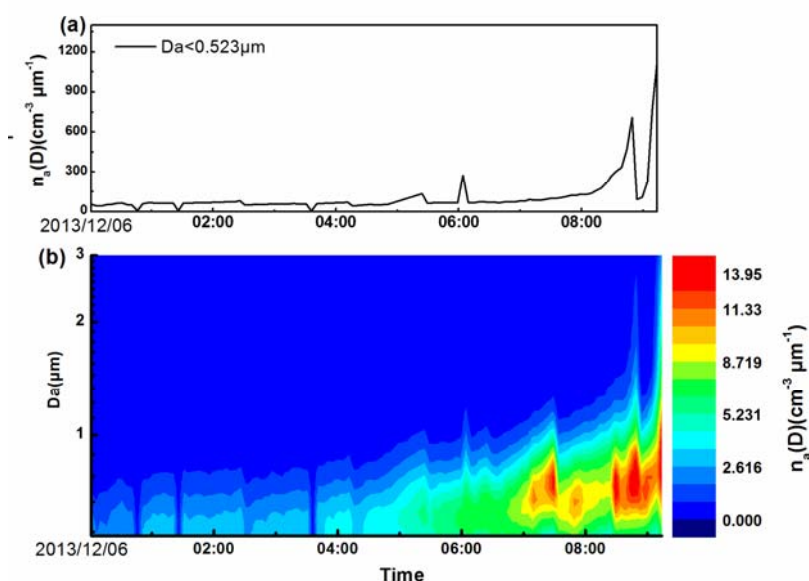 (a)
Da<0.523μm
1200
900
600
300
0
nₐ(D)(cm⁻³ μm⁻¹)
2013/12/06 02:00 04:00 06:00 08:00
(b)
3
2
1
Da(μm)
2013/12/06 02:00 04:00 06:00 08:00
Time
13.95
11.33
8.719
5.231
2.616
0.000
nₐ(D)(cm⁻³ μm⁻¹)